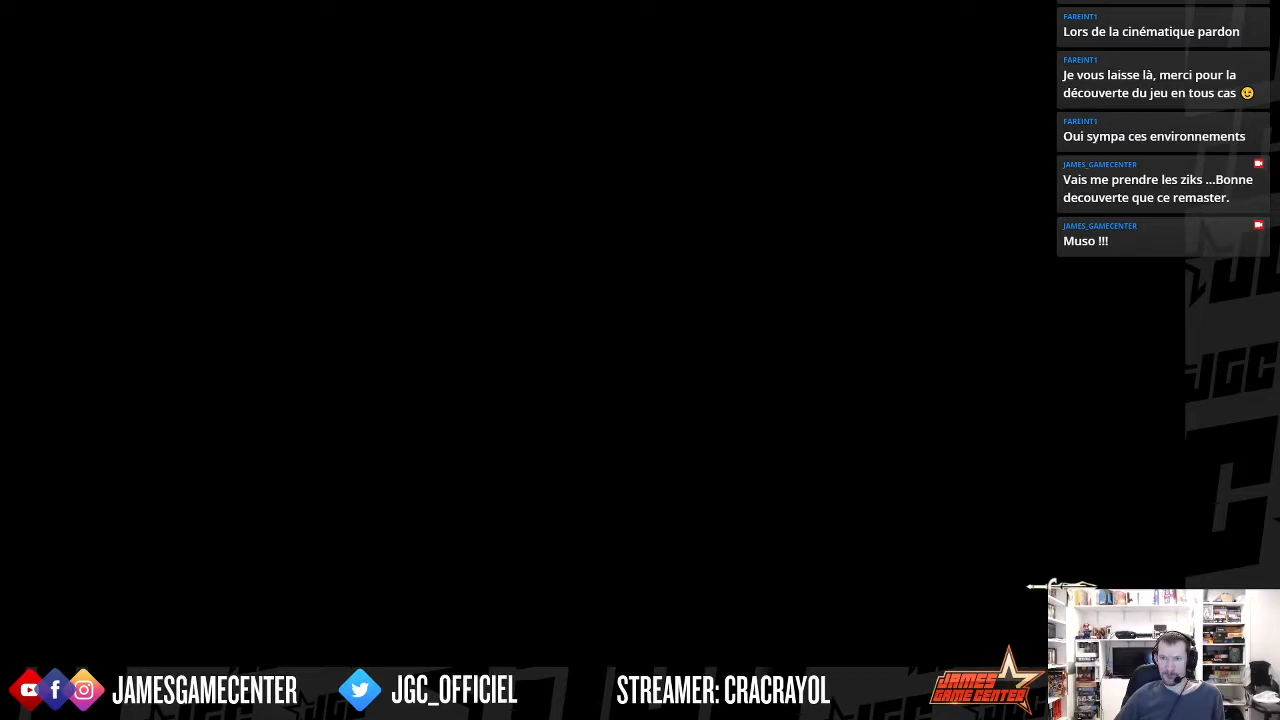 FAREINT1
Lors de la cinématique pardon
FAREINT1
Je vous laisse là, merci pour la
découverte du jeu en tous cas 😉
FAREINT1
Oui sympa ces environnements
JAMES_GAMECENTER
Vais me prendre les ziks ...Bonne
decouverte que ce remaster.
JAMES_GAMECENTER
Muso !!!
JAMESGAMECENTER
JGC_OFFICIEL
STREAMER: CRACRAYOL
JAMES
GAME CENTER